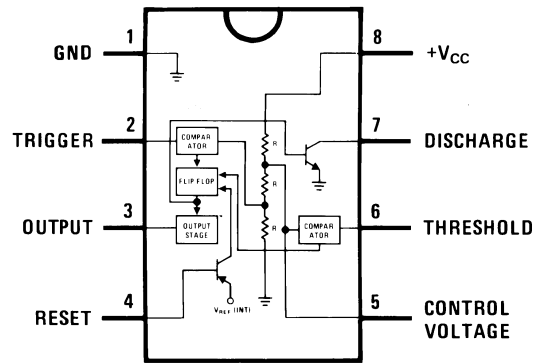 1
GND
8
+VCC
2
TRIGGER
COMPAR
ATOR
R
7
DISCHARGE
FLIP FLOP
R
3
OUTPUT
OUTPUT
STAGE
R
COMPAR
ATOR
6
THRESHOLD
4
RESET
VREF (INT)
5
CONTROL
VOLTAGE